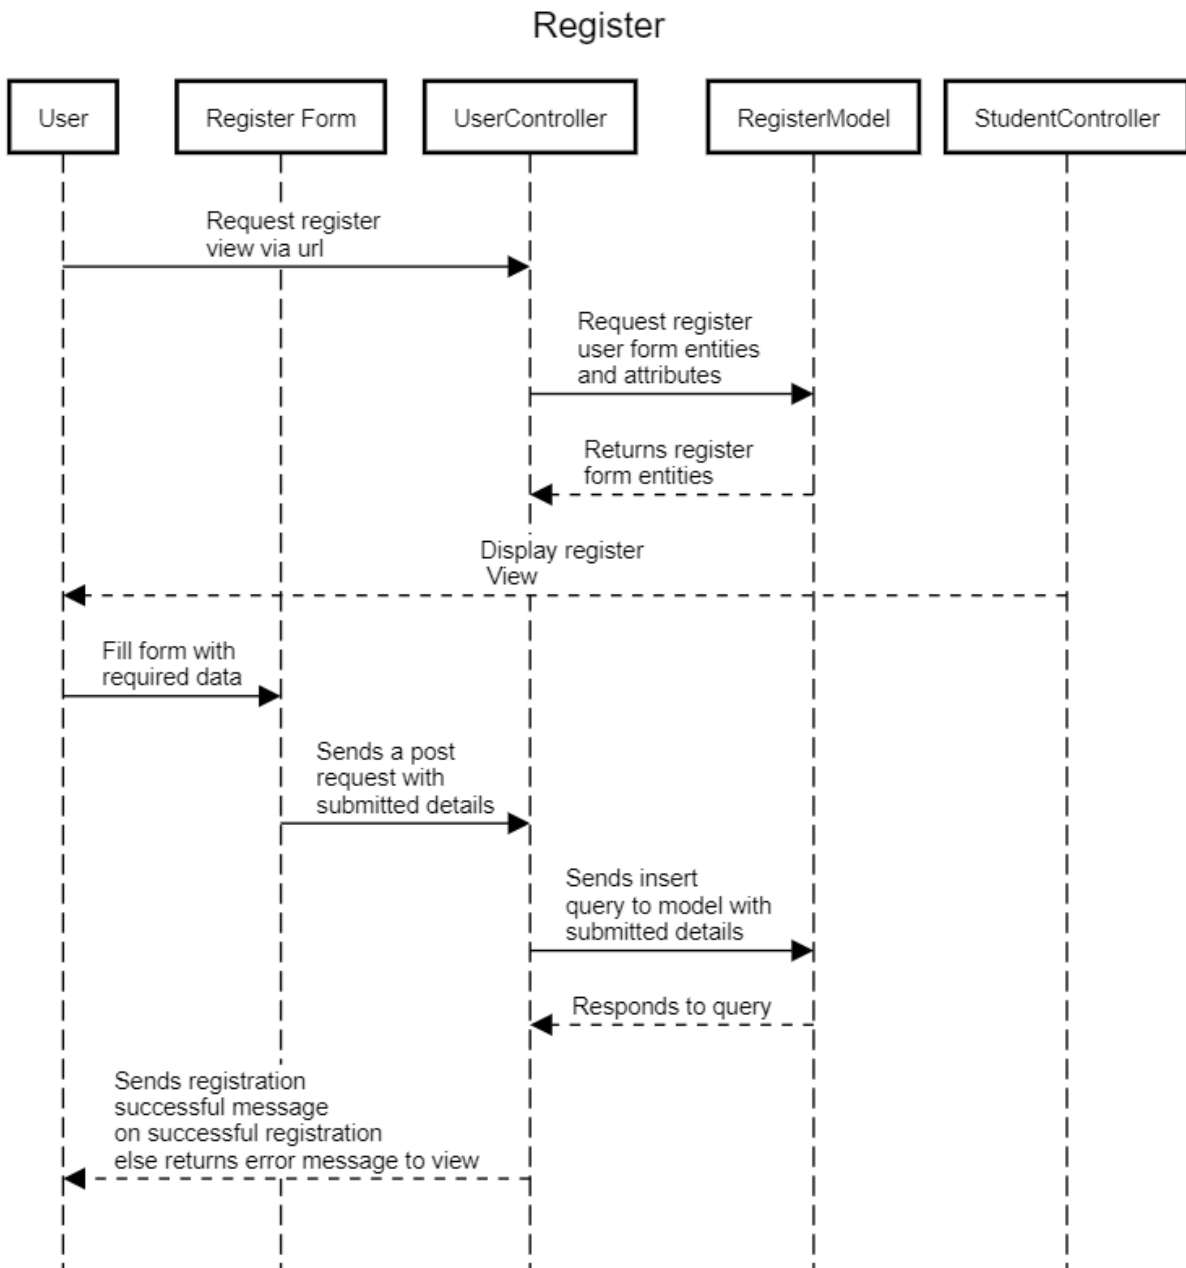 Register
User
Register Form
UserController
RegisterModel
StudentController
Request register
view via url
Request register
user form entities
and attributes
Returns register
form entities
Display register
View
Fill form with
required data
Sends a post
request with
submitted details
Sends insert
query to model with
submitted details
Responds to query
Sends registration
successful message
on successful registration
else returns error message to view